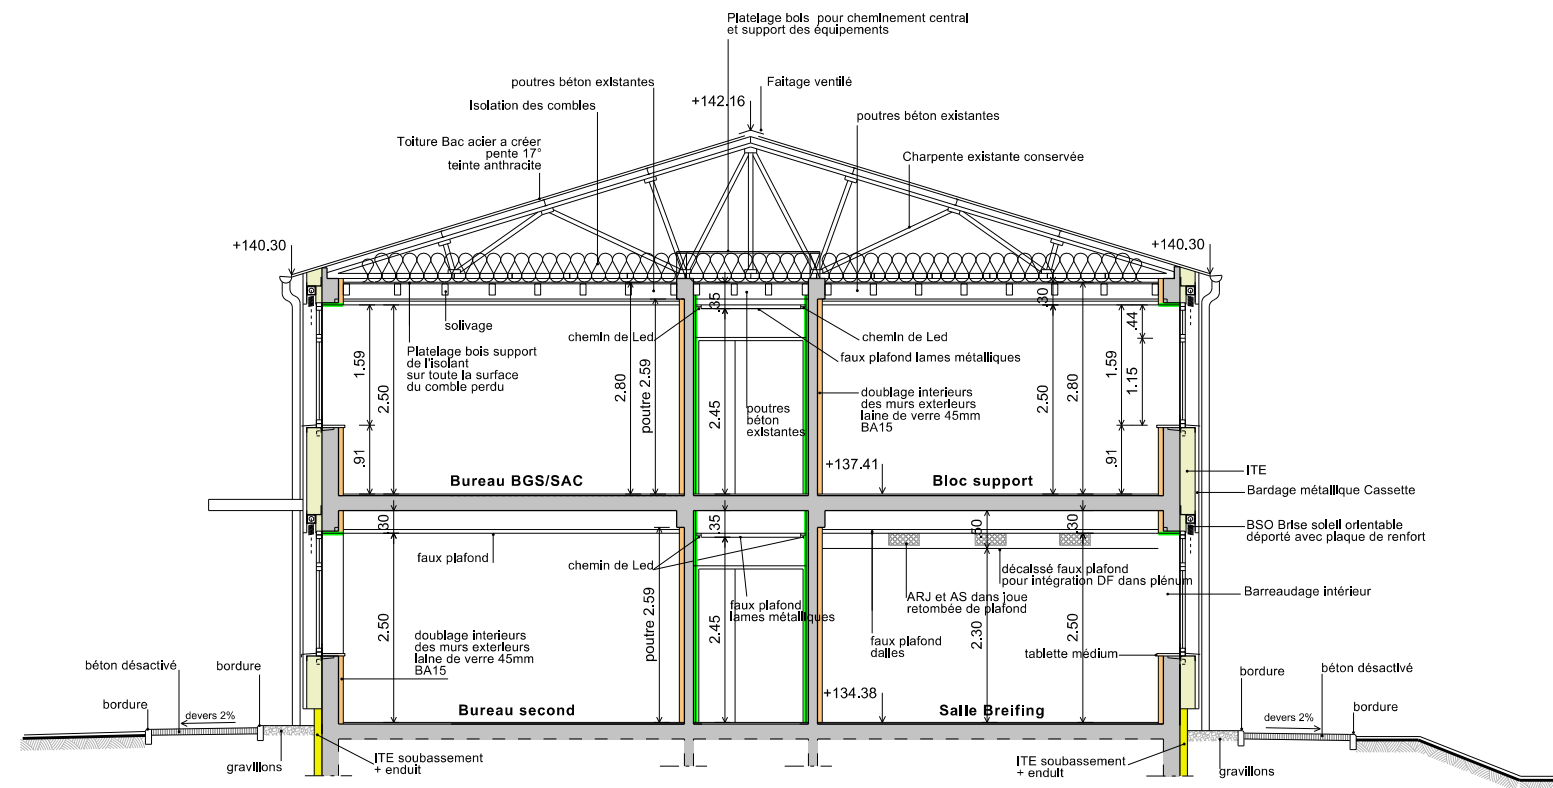 Platelage bois pour cheminement central
et support des équipements
poutres béton existantes
Faitage ventilé
Isolation des combles
+142.16
poutres béton existantes
Toiture Bac acier a créer
pente 17°
teinte anthracite
Charpente existante conservée
+140.30
+140.30
.35
.30
solivage
chemin de Led
chemin de Led
.44
Platelage bois support
de l'isolant
sur toute la surface
du comble perdu
faux plafond lames métalliques
1.59
2.50
2.80
poutre 2.59
2.45
poutres
béton
existantes
doublage interieurs
des murs exterieurs
laine de verre 45mm
BA15
2.50
2.80
1.59
1.15
.91
.91
+137.41
Bureau BGS/SAC
Bloc support
ITE
Bardage métallique Cassette
.30
.35
.50
.30
BSO Brise soleil orientable
déporté avec plaque de renfort
faux plafond
chemin de Led
décalssé faux plafond
pour intégration DF dans plénum
ARJ et AS dans joue
retombée de plafond
Barreaudage intérieur
faux plafond
lames métalliques
2.50
poutre 2.59
2.45
2.30
2.50
doublage interieurs
des murs exterieurs
laine de verre 45mm
BA15
faux plafond
dalles
tablette médium
béton désactivé
bordure
bordure
béton désactivé
+134.38
bordure
bordure
devers 2%
Bureau second
Salle Breifing
devers 2%
gravillons
ITE soubassement
+ enduit
ITE soubassement
+ enduit
gravillons